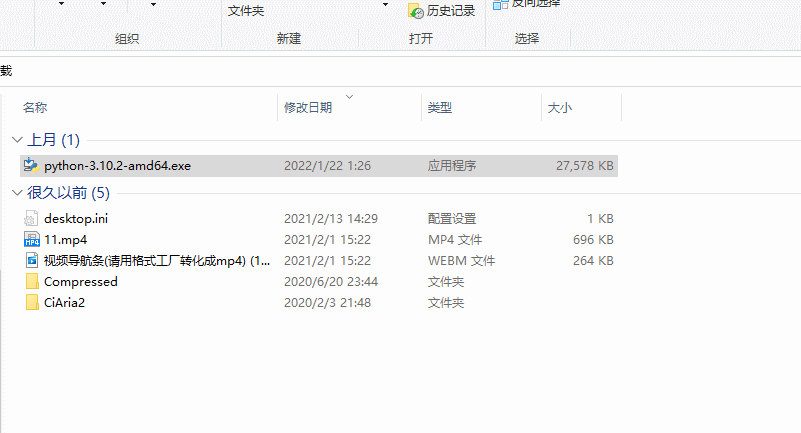 反向选择
文件夹
历史记录
组织
新建
打开
选择
载
名称 修改日期 类型 大小
上月 (1)
python-3.10.2-amd64.exe 2022/1/22 1:26 应用程序 27,578 KB
很久以前 (5)
desktop.ini 2021/2/13 14:29 配置设置 1 KB
11.mp4 2021/2/1 15:22 MP4 文件 696 KB
视频导航条(请用格式工厂转化成mp4) (1... 2021/2/1 15:22 WEBM 文件 264 KB
Compressed 2020/6/20 23:44 文件夹
CiAria2 2020/2/3 21:48 文件夹